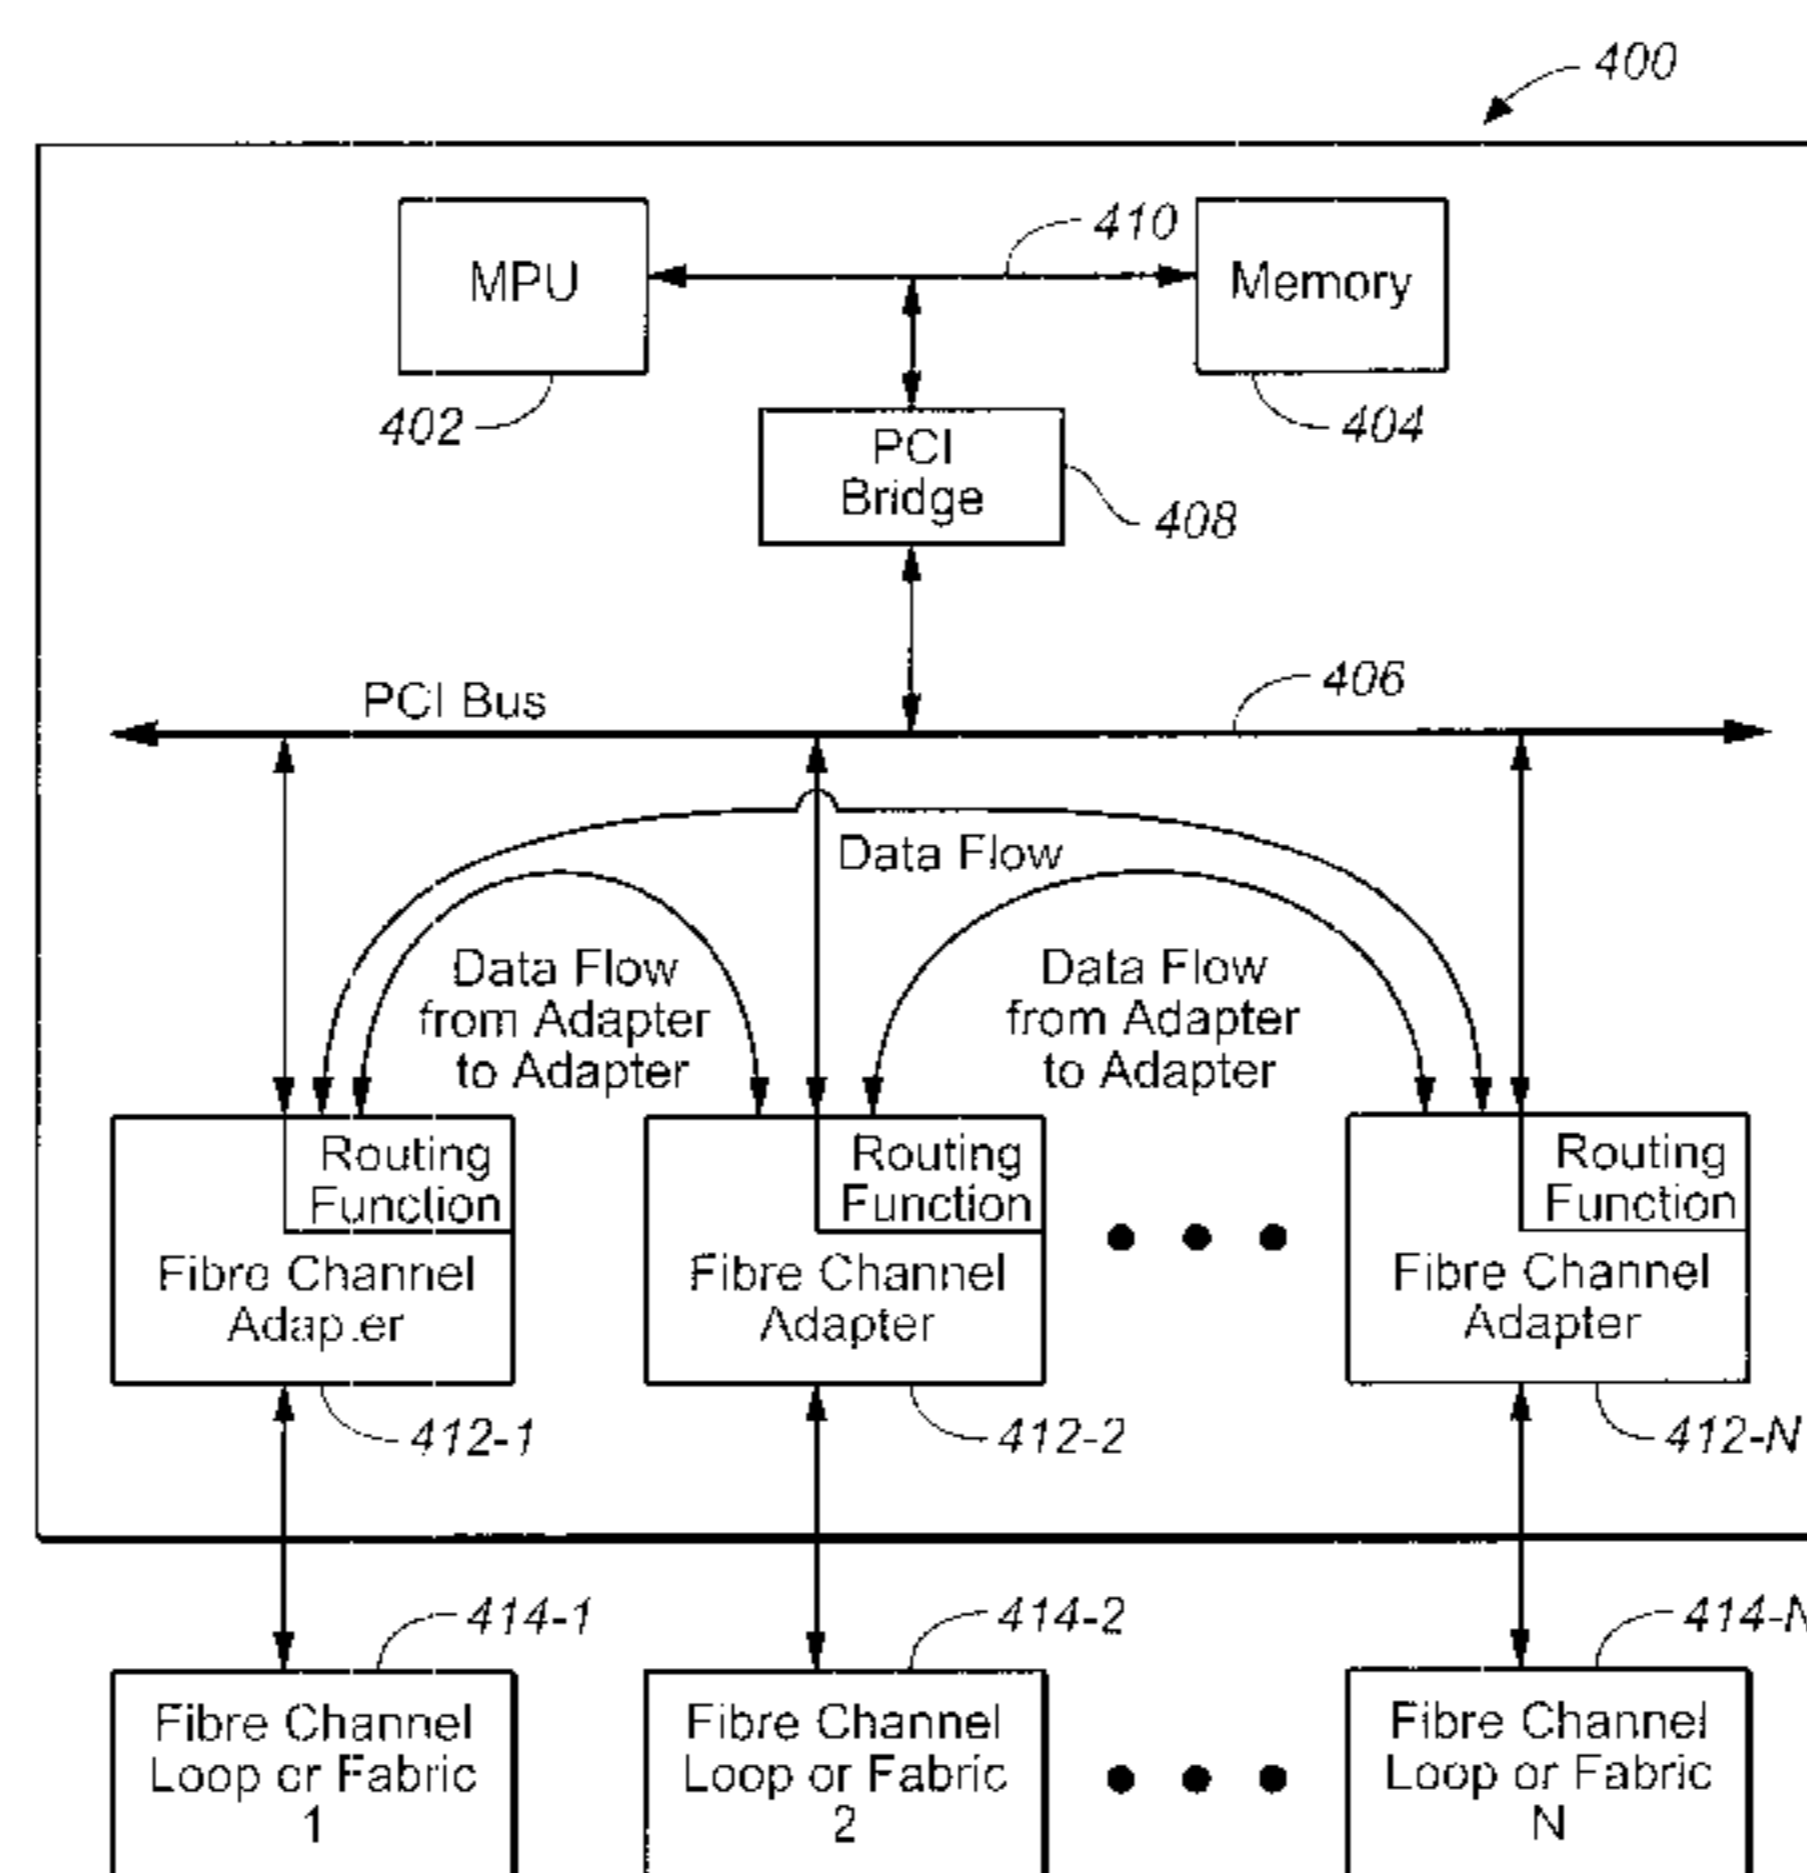 400
410
MPU
Memory
402
404
PCI
Bridge
408
406
PCI Bus
Data Flow
Data Flow
from Adapter
to Adapter
Data Flow
from Adapter
to Adapter
Routing
Function
Fibre Channel
Adapter
Routing
Function
Fibre Channel
Adapter
Routing
Function
Fibre Channel
Adapter
412-1
412-2
412-N
414-1
414-2
414-N
Fibre Channel
Loop or Fabric
1
Fibre Channel
Loop or Fabric
2
Fibre Channel
Loop or Fabric
N